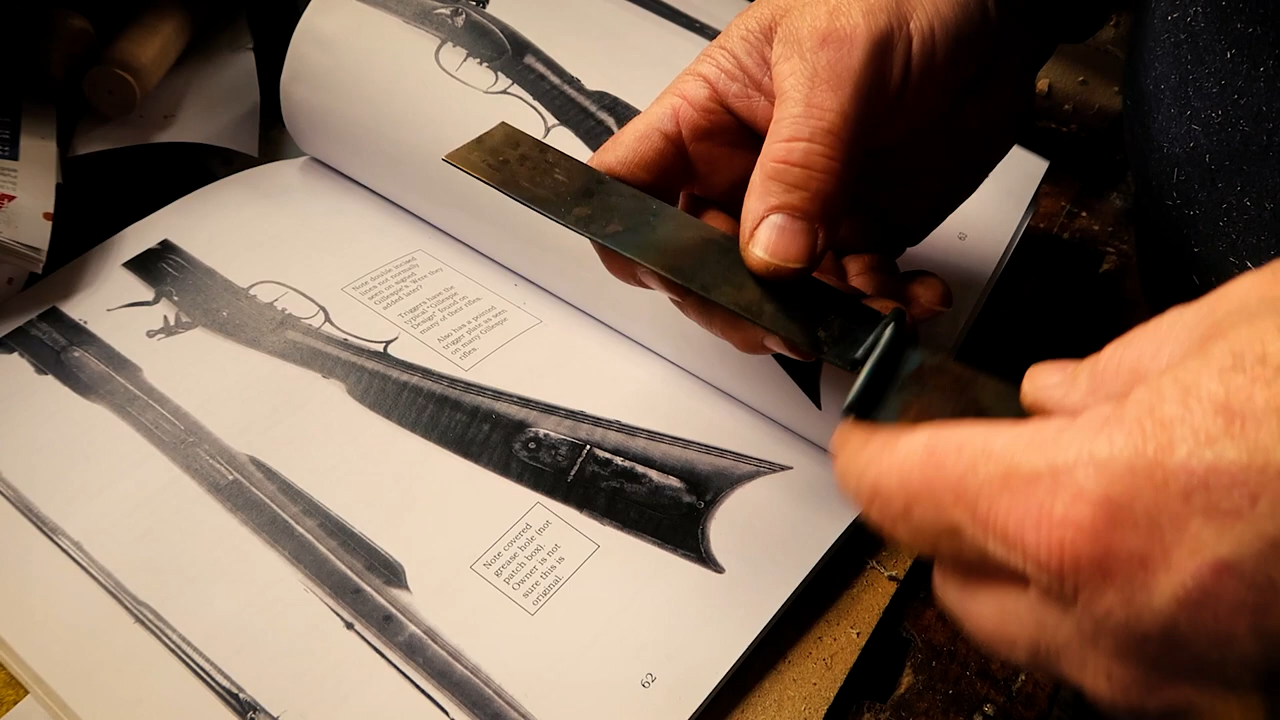 Note double incised
lines not normally
seen on signed
Gillespie's. Were they
added later?
Triggers have the
typical "Gillespie
Design" found on
many of their rifles.
Also has a pointed
trigger plate as seen
on many Gillespie
rifles.
Note covered
grease hole (not
patch box).
Owner is not
sure this is
original.
62
63